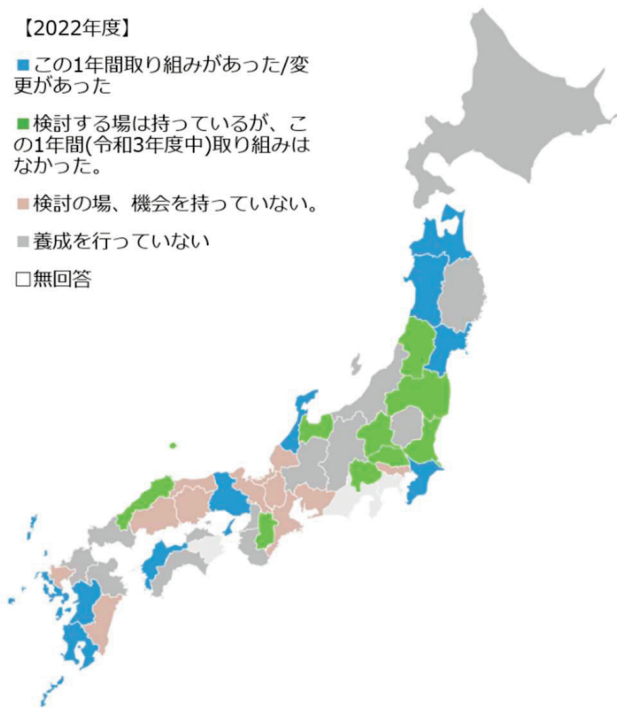 【2022年度】
■この1年間取り組みがあった/変
更があった
■検討する場は持っているが、こ
の1年間(令和3年度中)取り組みは
なかった。
■検討の場、機会を持っていない。
■養成を行っていない
□無回答